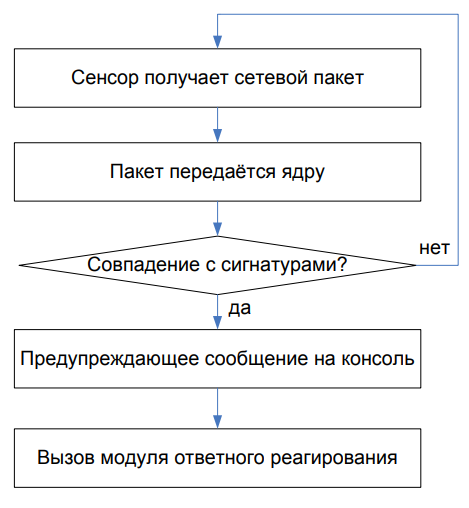 Сенсор получает сетевой пакет
Пакет передаётся ядру
Совпадение с сигнатурами?
нет
да
Предупреждающее сообщение на консоль
Вызов модуля ответного реагирования